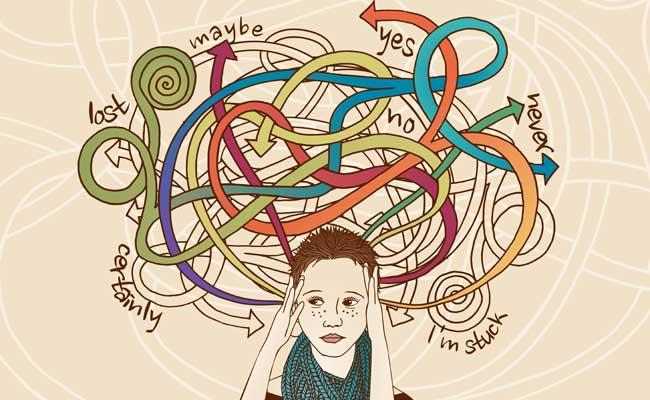 maybe
yes
lost
no
never
certainly
I'm stuck